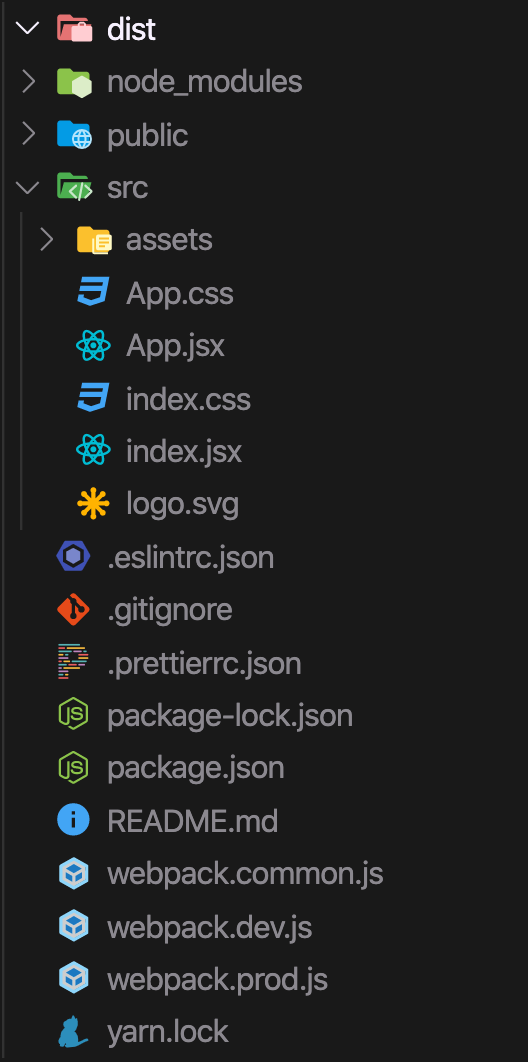 dist
node_modules
public
src
assets
App.css
App.jsx
index.css
index.jsx
logo.svg
.eslintrc.json
.gitignore
.prettierrc.json
package-lock.json
package.json
README.md
webpack.common.js
webpack.dev.js
webpack.prod.js
yarn.lock